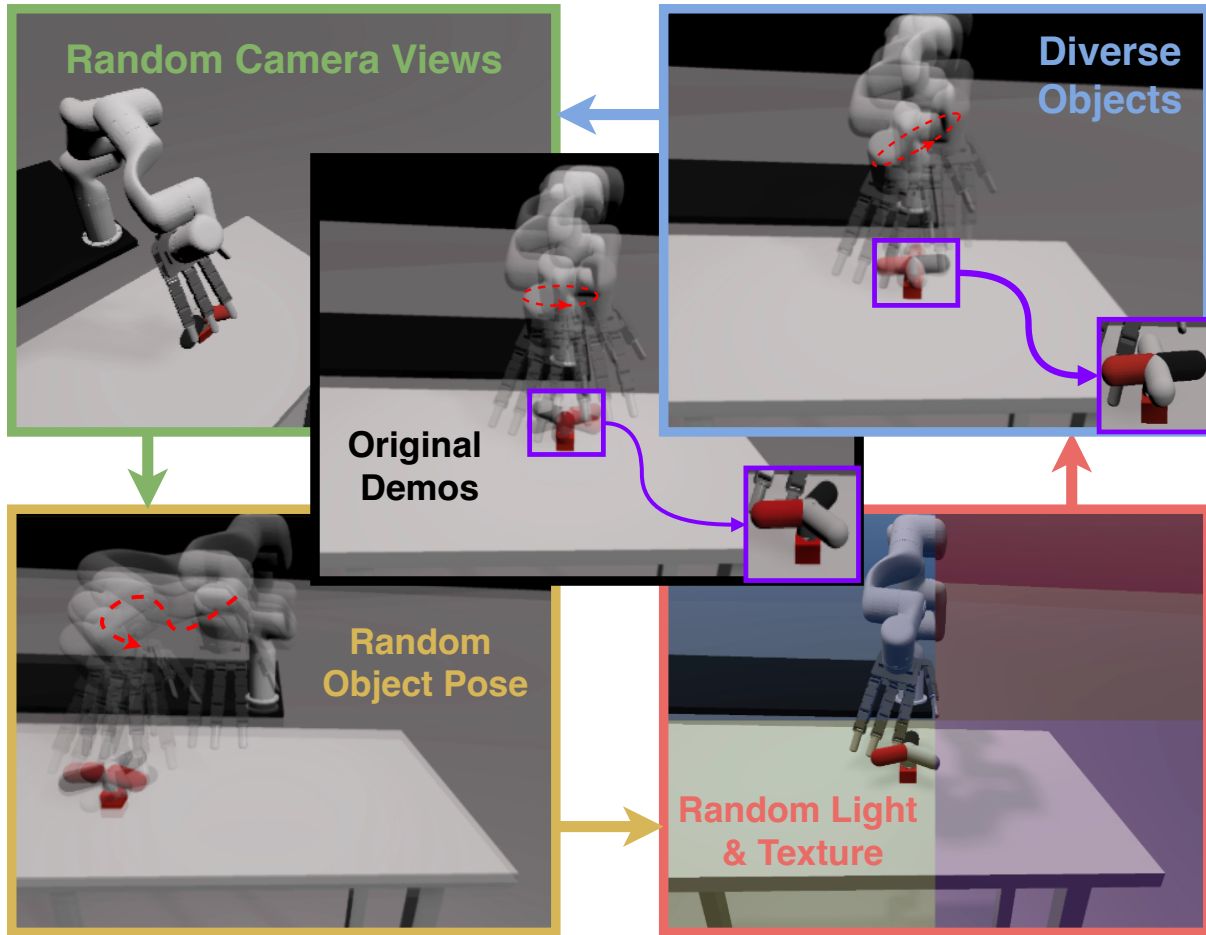 Random Camera Views
Diverse
Objects
Original
Demos
Random
Object Pose
Random Light
& Texture